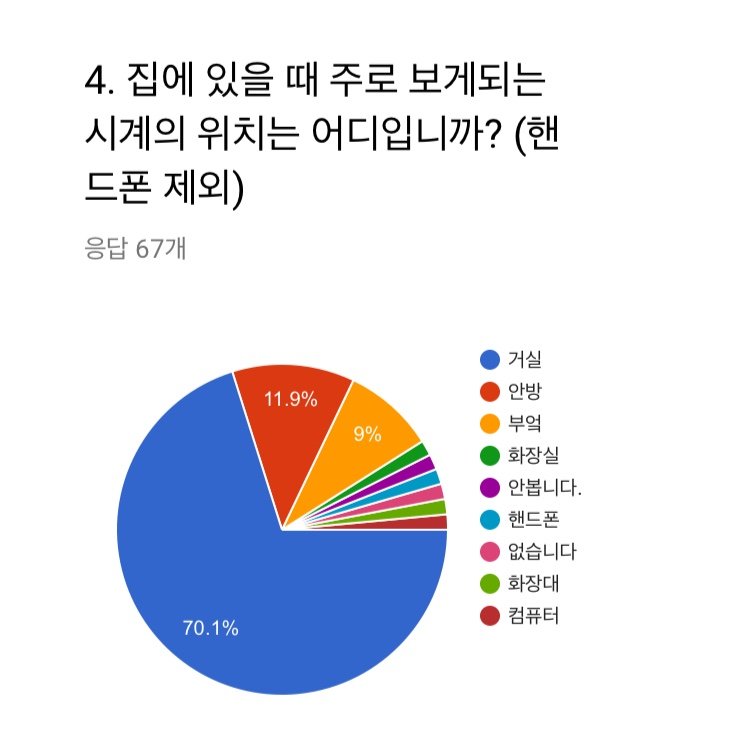 4. 집에 있을 때 주로 보게되는
시계의 위치는 어디입니까? (핸
드폰 제외)
응답 67개
거실
안방
부엌
화장실
안봅니다.
핸드폰
없습니다
화장대
컴퓨터
11.9%
9%
70.1%